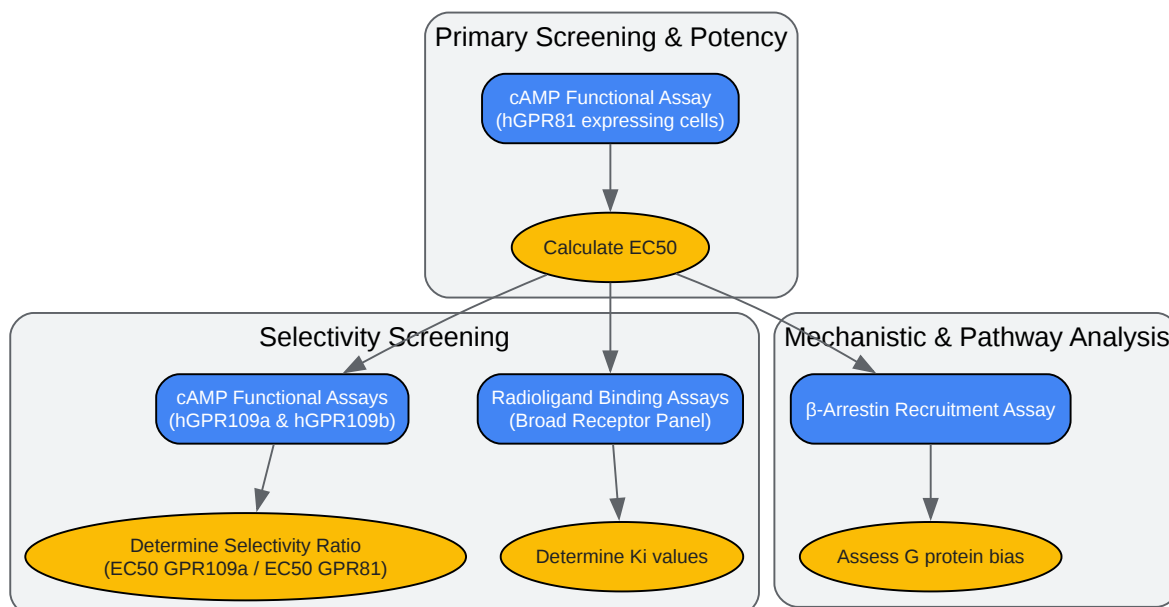 Primary Screening & Potency
cAMP Functional Assay
(hGPR81 expressing cells)
Calculate EC50
Selectivity Screening
cAMP Functional Assays
(hGPR109a & hGPR109b)
Radioligand Binding Assays
(Broad Receptor Panel)
Determine Selectivity Ratio
(EC50 GPR109a / EC50 GPR81)
Determine Ki values
Mechanistic & Pathway Analysis
β-Arrestin Recruitment Assay
Assess G protein bias